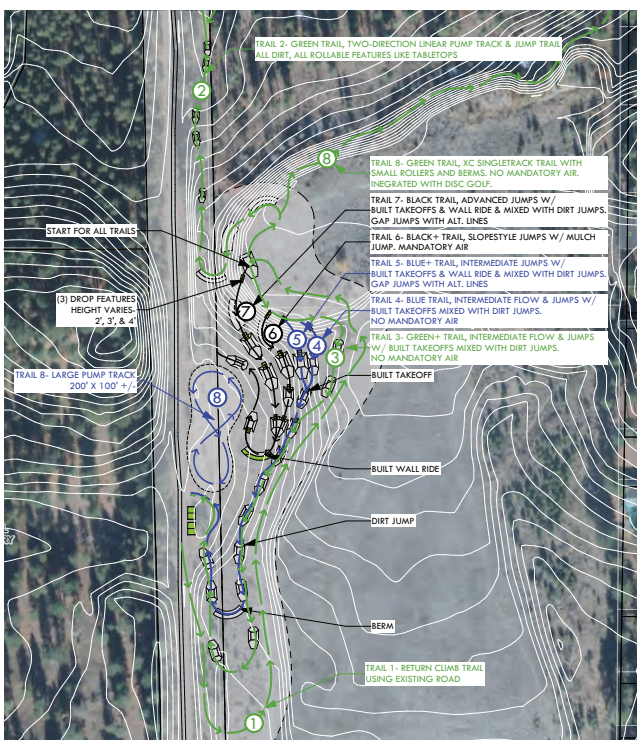 TRAIL 2- GREEN TRAIL, TWO-DIRECTION LINEAR PUMP TRACK & JUMP TRAIL
ALL DIRT, ALL ROLLABLE FEATURES LIKE TABLETOPS
2
8
TRAIL 8- GREEN TRAIL, XC SINGLETRACK TRAIL WITH
SMALL ROLLERS AND BERMS. NO MANDATORY AIR.
INEGRATED WITH DISC GOLF.
TRAIL 7- BLACK TRAIL, ADVANCED JUMPS W/
BUILT TAKEOFFS & WALL RIDE & MIXED WITH DIRT JUMPS.
GAP JUMPS WITH ALT. LINES
START FOR ALL TRAILS
TRAIL 6- BLACK+ TRAIL, SLOPESTYLE JUMPS W/ MULCH
JUMP. MANDATORY AIR
TRAIL 5- BLUE+ TRAIL, INTERMEDIATE JUMPS W/
BUILT TAKEOFFS & WALL RIDE & MIXED WITH DIRT JUMPS.
GAP JUMPS WITH ALT. LINES
(3) DROP FEATURES
HEIGHT VARIES-
2', 3', & 4'
TRAIL 4- BLUE TRAIL, INTERMEDIATE FLOW & JUMPS W/
BUILT TAKEOFFS MIXED WITH DIRT JUMPS.
NO MANDATORY AIR
7
6
5
4
3
TRAIL 3- GREEN+ TRAIL, INTERMEDIATE FLOW & JUMPS
W/ BUILT TAKEOFFS MIXED WITH DIRT JUMPS.
NO MANDATORY AIR
TRAIL 8- LARGE PUMP TRACK
200' X 100' +/-
8
BUILT TAKEOFF
BUILT WALL RIDE
DIRT JUMP
BERM
TRAIL 1- RETURN CLIMB TRAIL
USING EXISTING ROAD
1